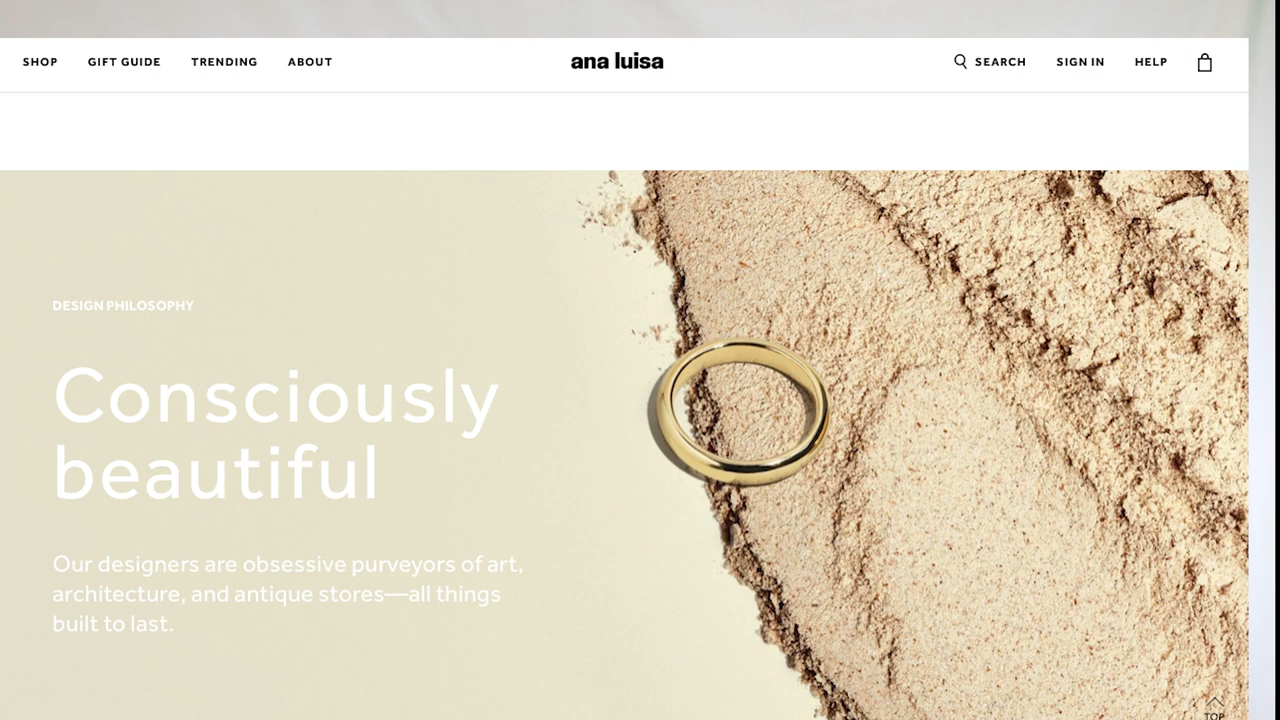 SHOP GIFT GUIDE TRENDING ABOUT ana luisa SEARCH SIGN IN HELP
DESIGN PHILOSOPHY
Consciously
beautiful
Our designers are obsessive purveyors of art,
architecture, and antique stores—all things
built to last.
TOP